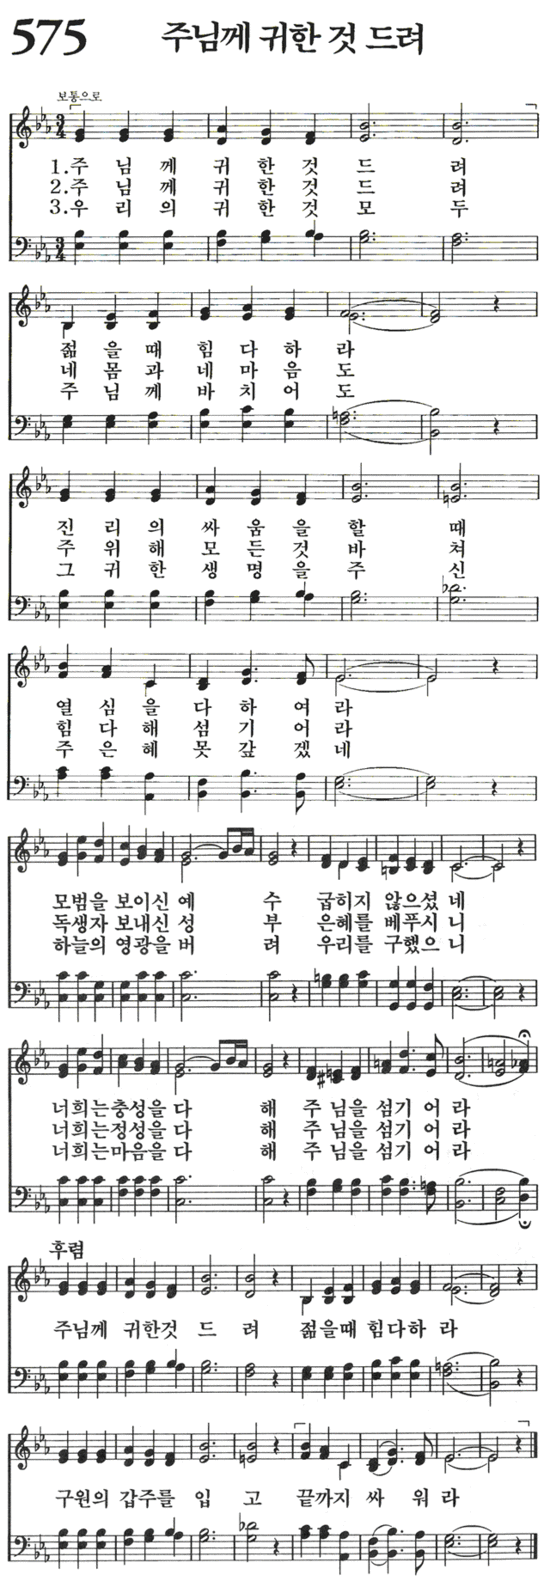 575 주님께 귀한 것 드려
보통으로
1.주 님 께 귀 한 것 드 려
2.주 님 께 귀 한 것 드 려
3.우 리 의 귀 한 것 모 두
젊 을 때 힘 다 하 라
네 몸 과 네 마 음 도
주 님 께 바 치 어 도
진 리 의 싸 움 을 할 때
주 위 해 모 든 것 바 쳐
그 귀 한 생 명 을 주 신
열 심 을 다 하 여 라
힘 다 해 섬 기 어 라
주 은 혜 못 갚 겠 네
모범을 보이신 예 수 굽히지 않으셨 네
독생자 보내신 성 부 은혜를 베푸시 니
하늘의 영광을 버 려 우리를 구했으 니
너희는 충성을 다 해 주 님을 섬기 어 라
너희는 정성을 다 해 주 님을 섬기 어 라
너희는 마음을 다 해 주 님을 섬기 어 라
후렴
주님께 귀한것 드 려 젊을때 힘다하 라
구원의 갑주를 입 고 끝까지 싸 워 라